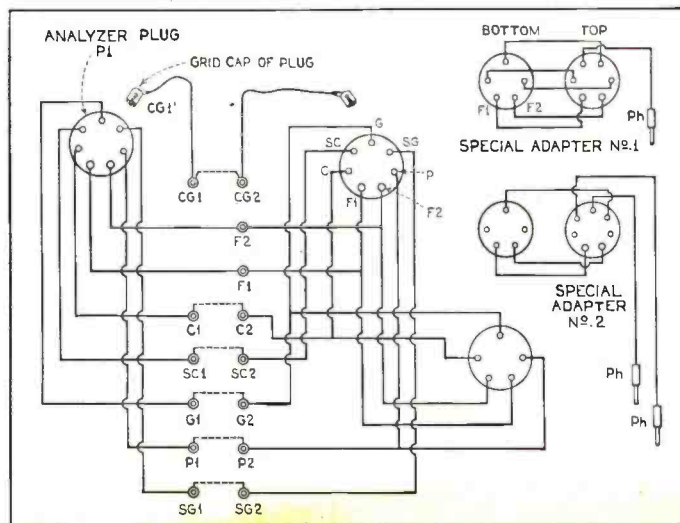 ANALYZER PLUG
P1
GRID CAP OF PLUG
CG1'
CG1
CG2
F2
F1
C1
C2
SC1
SC2
G1
G2
P1
P2
SG1
SG2
G
SC
SG
C
P
F1
F2
BOTTOM
TOP
F1
F2
Ph
SPECIAL ADAPTER Nº.1
SPECIAL
ADAPTER
Nº.2
Ph
Ph